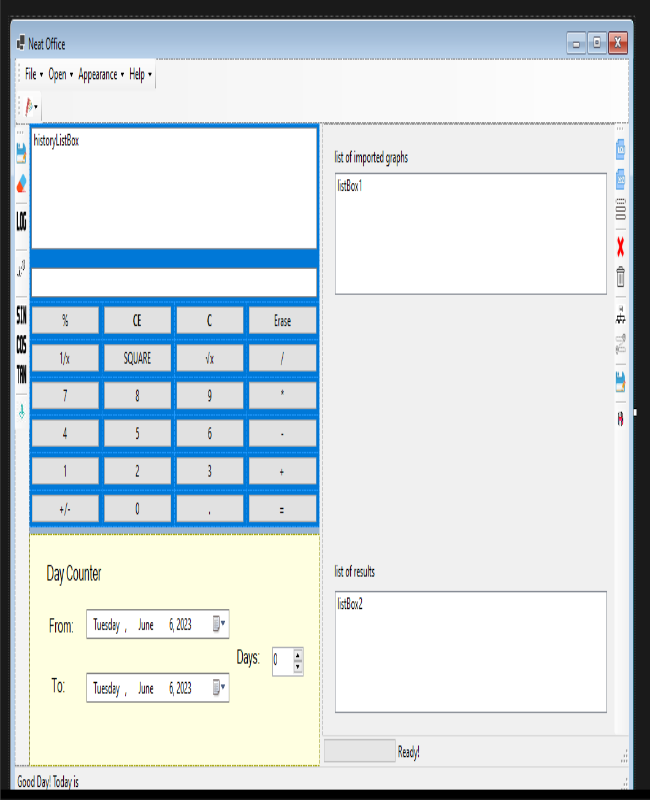 Neat Office
File Open Appearance Help
historyListBox
LOG
SIN
COS
TAN
% CE C Erase
1/x SQUARE √x /
7 8 9 *
4 5 6 -
1 2 3 +
+/- 0 . =
Day Counter
From: Tuesday , June 6, 2023
Days: 0
To: Tuesday , June 6, 2023
list of imported graphs
listBox1
list of results
listBox2
Ready!
Good Day! Today is